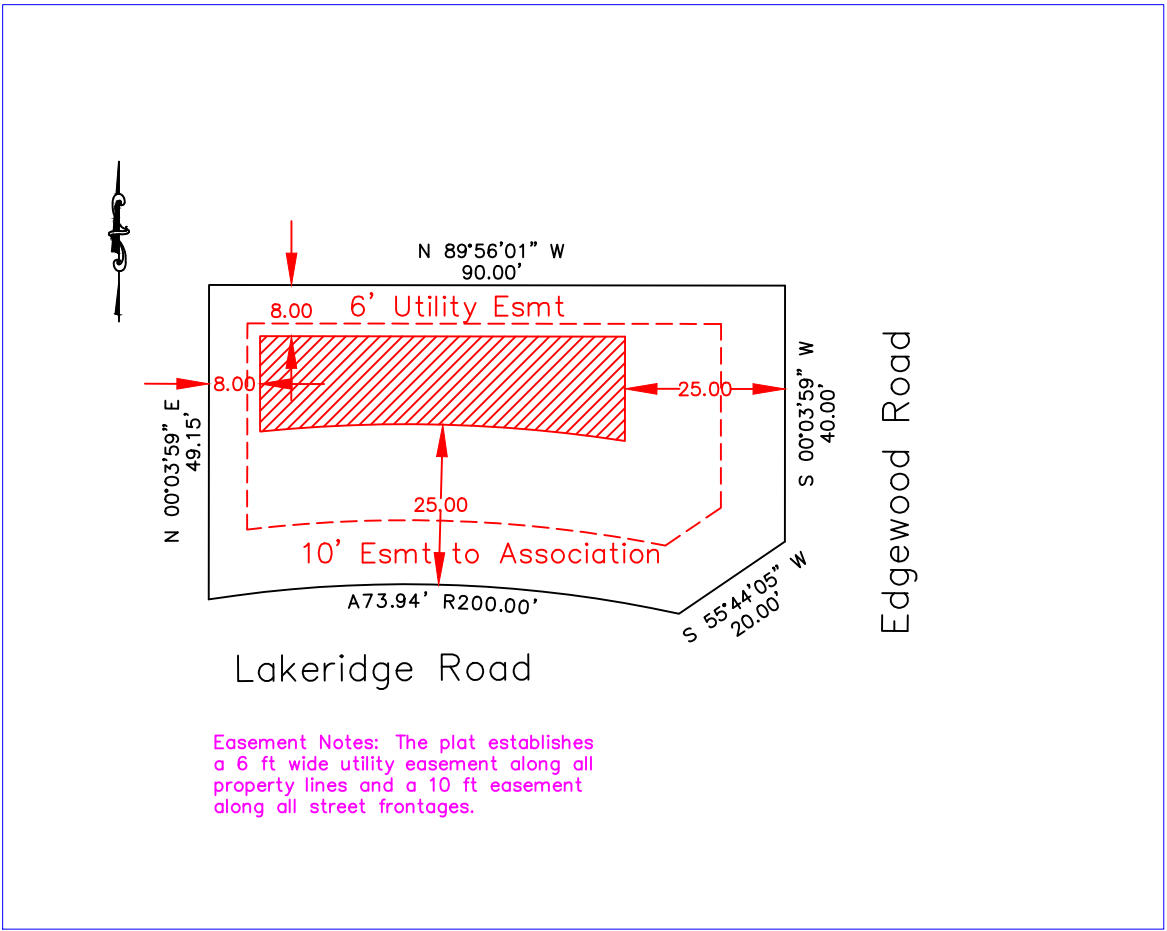 N 89°56'01" W
90.00'
8.00
6' Utility Esmt
8.00
25.00
N 00°03'59" E
49.15'
S 00°03'59" W
40.00'
Edgewood Road
25.00
10' Esmt to Association
A73.94' R200.00'
S 55°44'05" W
20.00'
Lakeridge Road
Easement Notes: The plat establishes
a 6 ft wide utility easement along all
property lines and a 10 ft easement
along all street frontages.